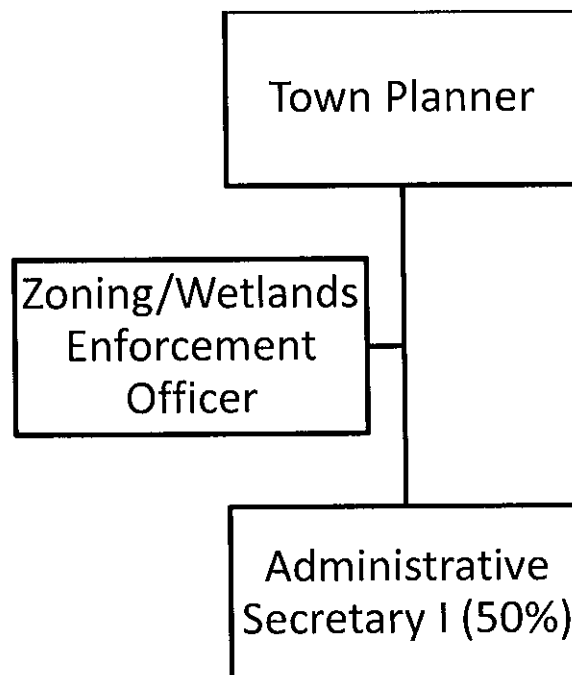 Town Planner
Zoning/Wetlands
Enforcement
Officer
Administrative
Secretary I (50%)